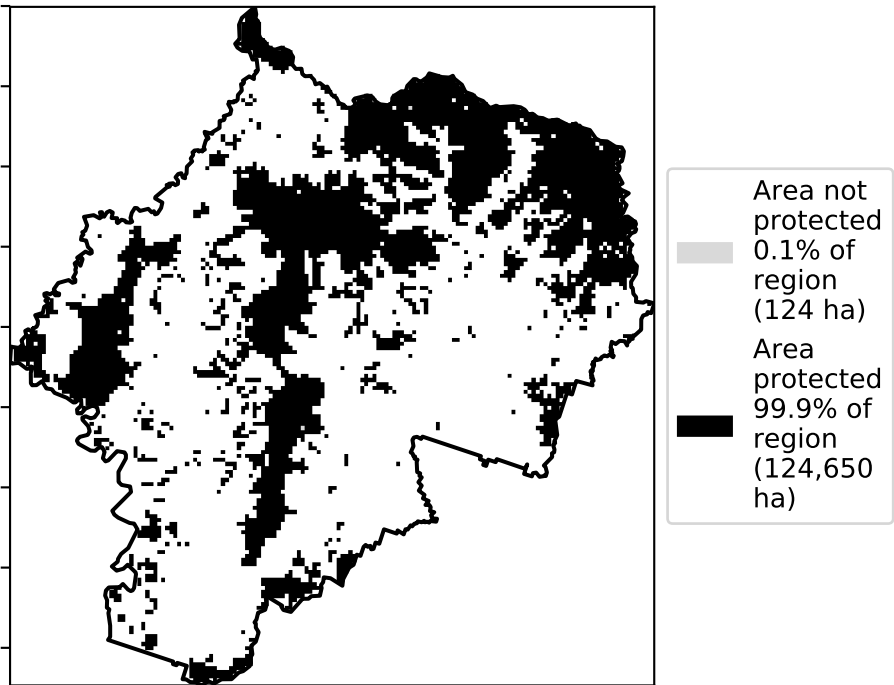 Area not
protected
0.1% of
region
(124 ha)
Area
protected
99.9% of
region
(124,650
ha)